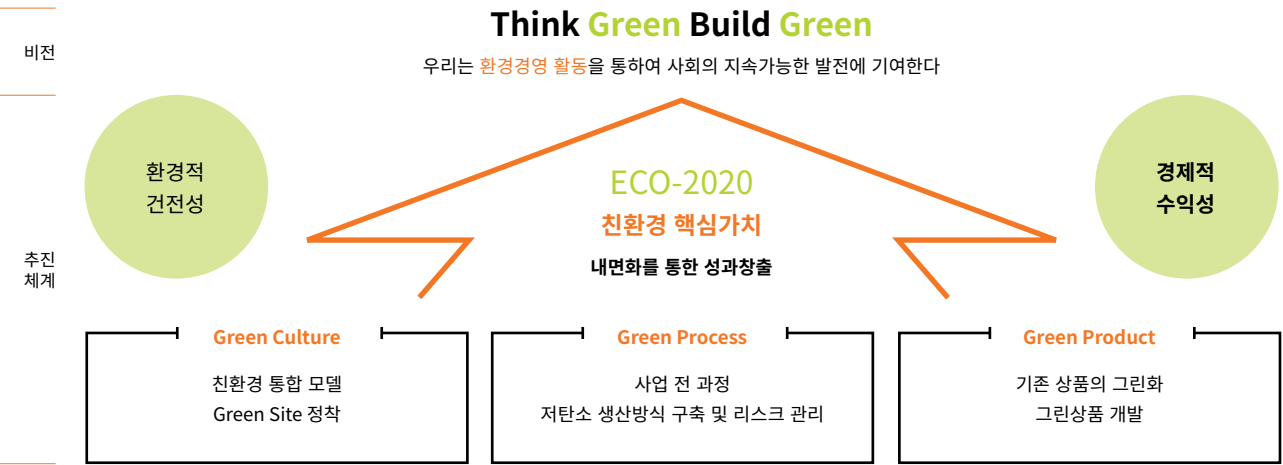 비전
Think Green Build Green
우리는 환경경영 활동을 통하여 사회의 지속가능한 발전에 기여한다
추진
체계
환경적
건전성
ECO-2020
친환경 핵심가치
내면화를 통한 성과창출
경제적
수익성
Green Culture
친환경 통합 모델
Green Site 정착
Green Process
사업 전 과정
저탄소 생산방식 구축 및 리스크 관리
Green Product
기존 상품의 그린화
그린상품 개발